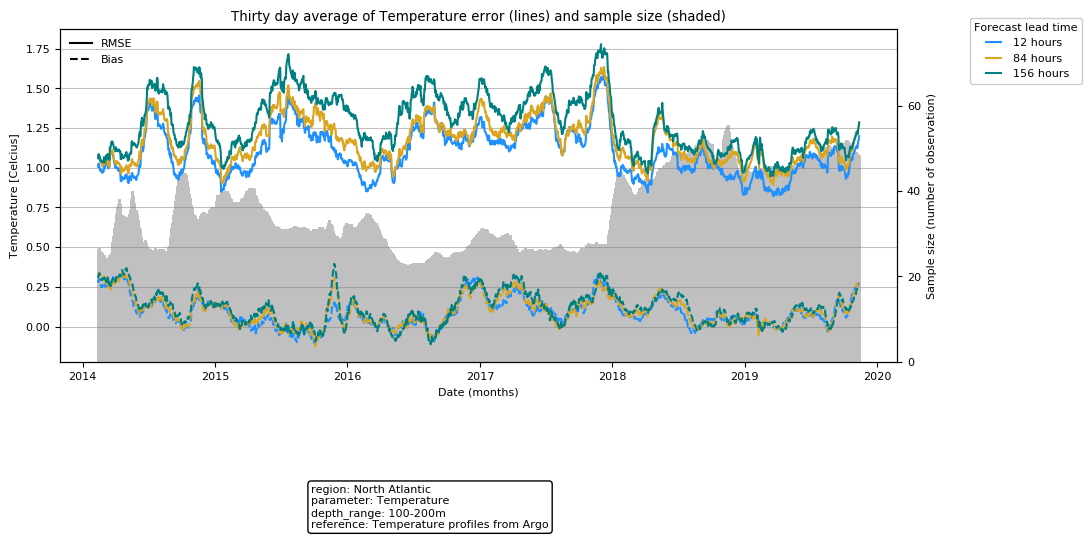 Thirty day average of Temperature error (lines) and sample size (shaded)
RMSE
Bias
Forecast lead time
12 hours
84 hours
156 hours
Temperature [Celcius]
1.75
1.50
1.25
1.00
0.75
0.50
0.25
0.00
60
40
20
0
Sample size (number of observation)
2014 2015 2016 2017 2018 2019 2020
Date (months)
region: North Atlantic
parameter: Temperature
depth_range: 100-200m
reference: Temperature profiles from Argo